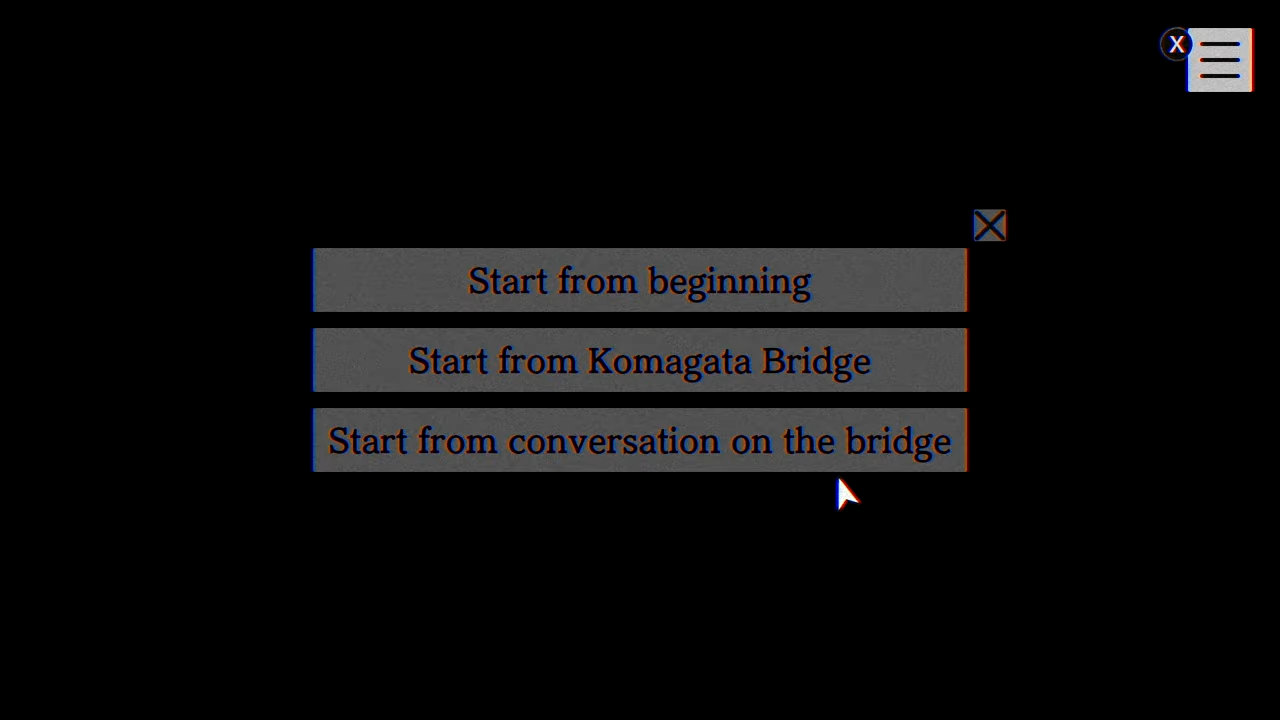 X
Start from beginning
Start from Komagata Bridge
Start from conversation on the bridge